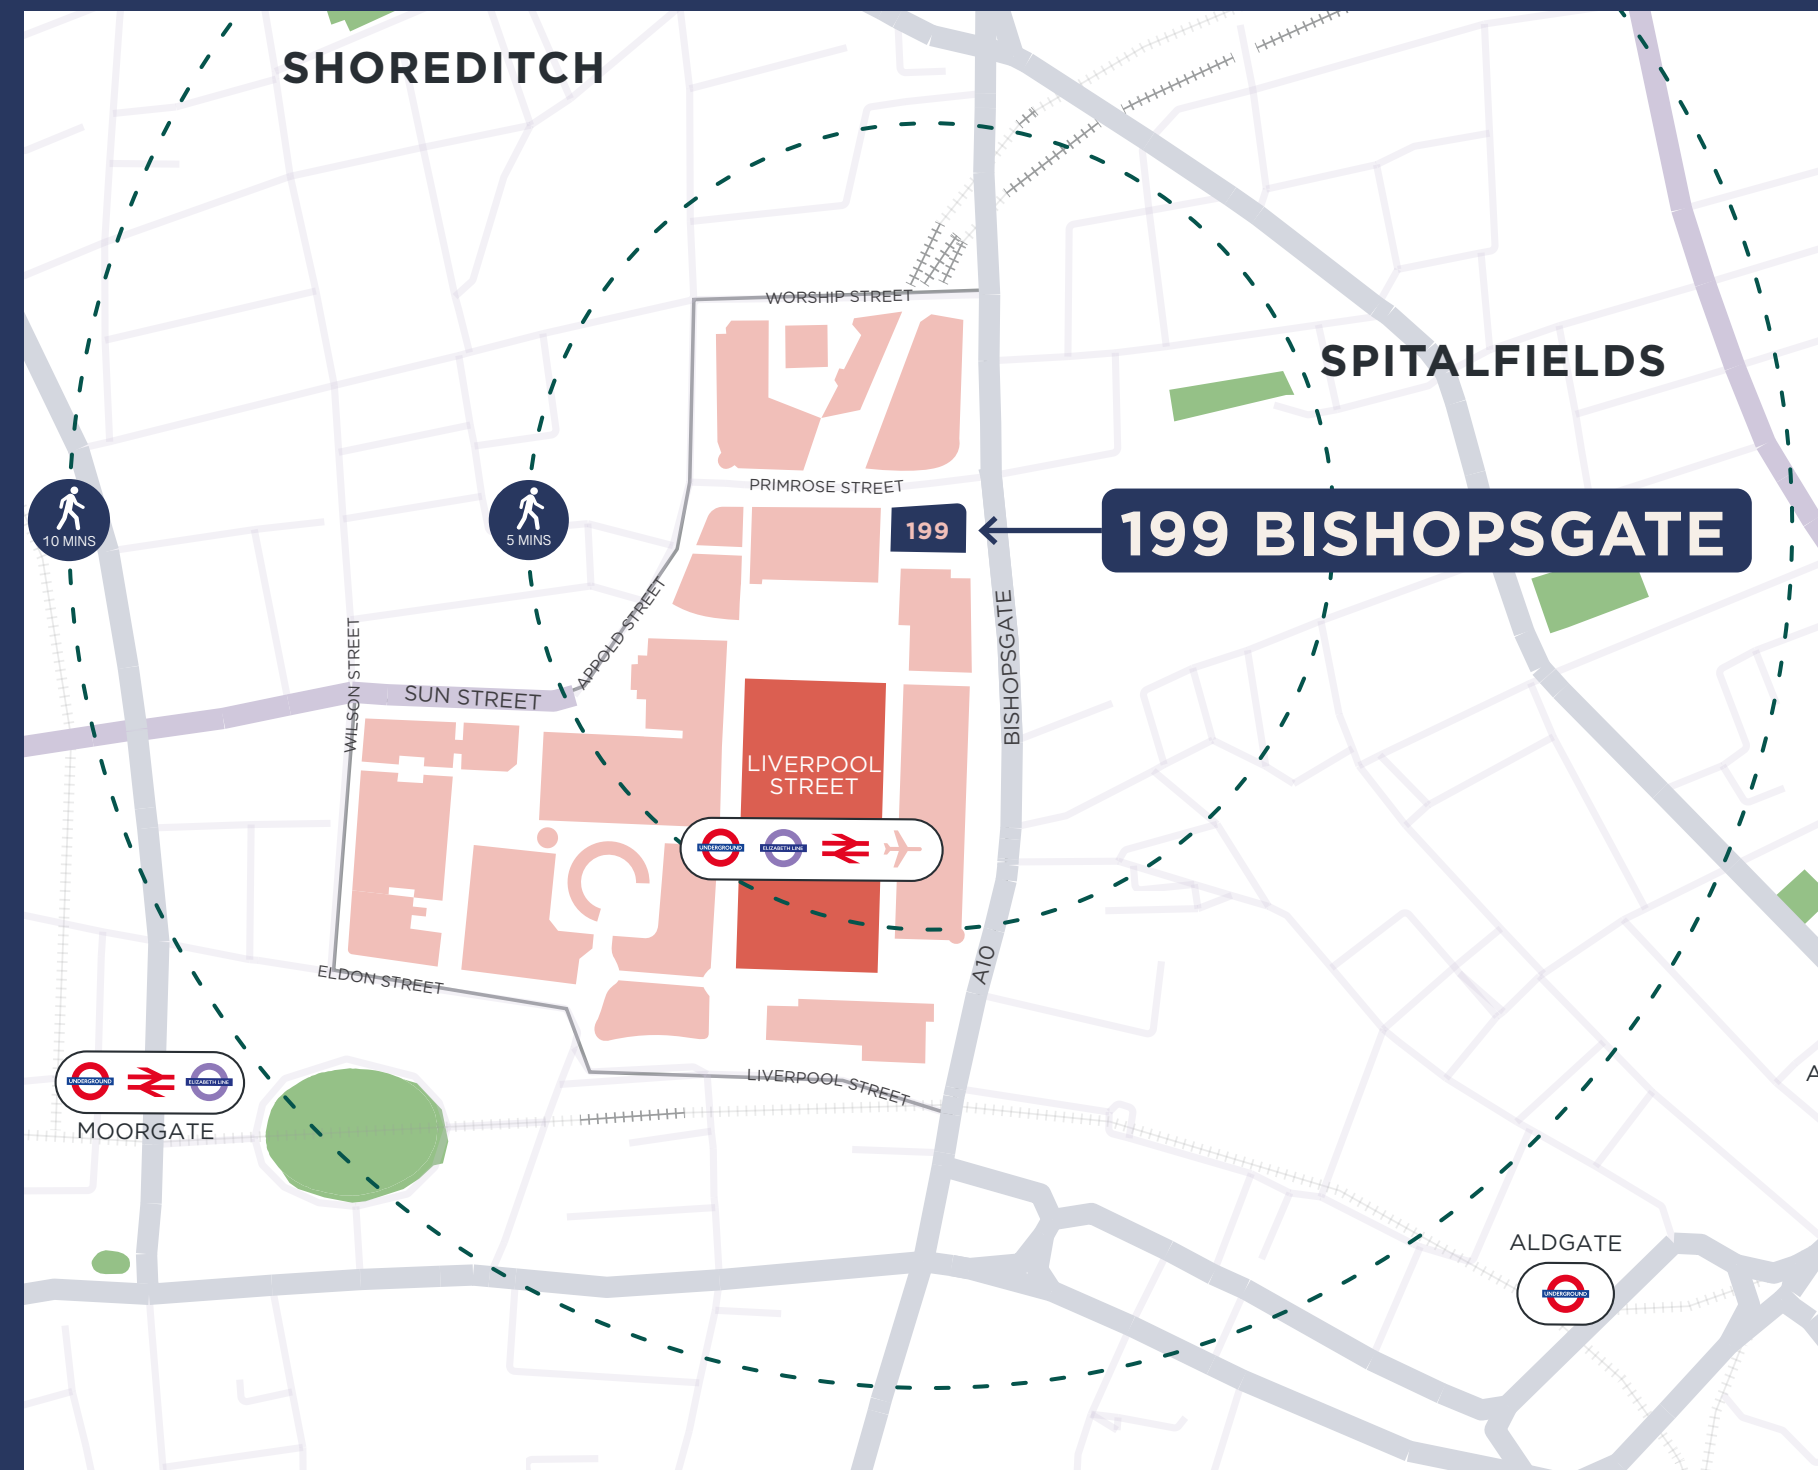 SHOREDITCH
WORSHIP STREET
SPITALFIELDS
PRIMROSE STREET
199
199 BISHOPSGATE
10 MINS
5 MINS
APPOLD STREET
BISHOPSGATE
WILSON STREET
SUN STREET
LIVERPOOL
STREET
UNDERGROUND
ELIZABETH LINE
A10
ELDON STREET
LIVERPOOL STREET
UNDERGROUND
ELIZABETH LINE
MOORGATE
ALDGATE
UNDERGROUND
A